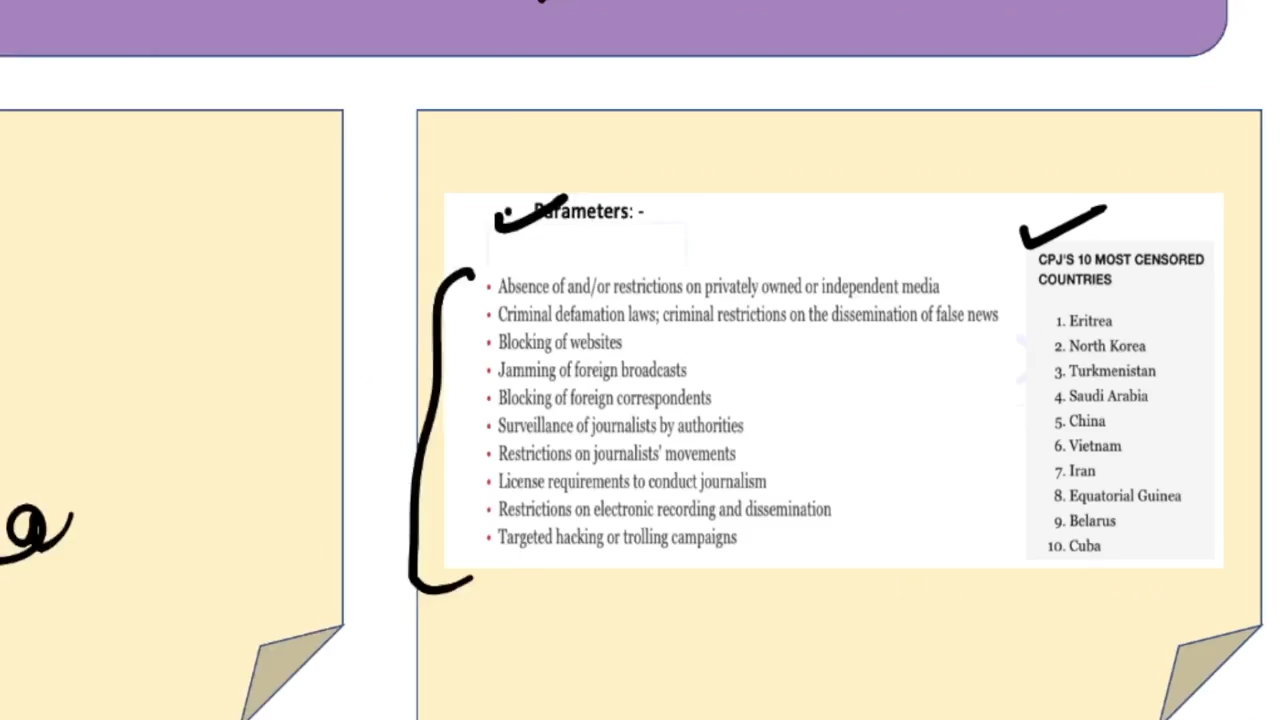 • Parameters: -
• Absence of and/or restrictions on privately owned or independent media
• Criminal defamation laws; criminal restrictions on the dissemination of false news
• Blocking of websites
• Jamming of foreign broadcasts
• Blocking of foreign correspondents
• Surveillance of journalists by authorities
• Restrictions on journalists' movements
• License requirements to conduct journalism
• Restrictions on electronic recording and dissemination
• Targeted hacking or trolling campaigns
CPJ'S 10 MOST CENSORED
COUNTRIES
1. Eritrea
2. North Korea
3. Turkmenistan
4. Saudi Arabia
5. China
6. Vietnam
7. Iran
8. Equatorial Guinea
9. Belarus
10. Cuba